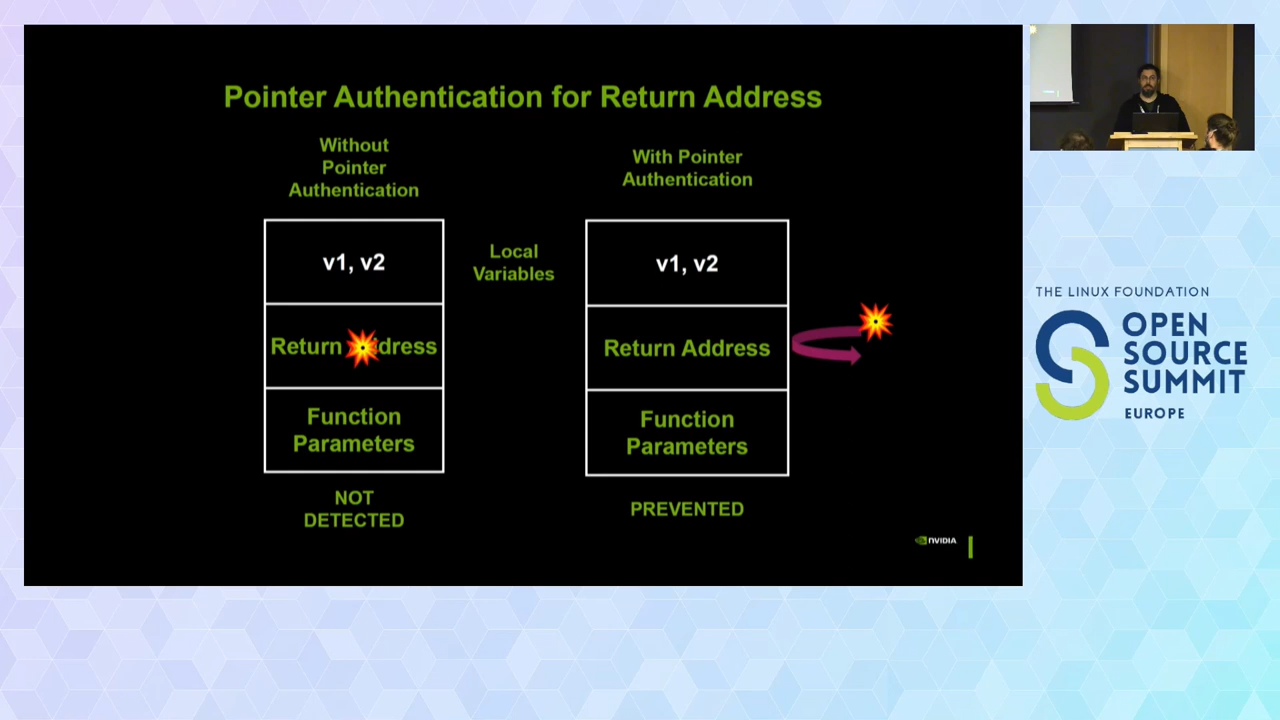 Pointer Authentication for Return Address
Without
Pointer
Authentication
With Pointer
Authentication
v1, v2
Local
Variables
v1, v2
Return
dress
Return Address
Function
Parameters
Function
Parameters
NOT
DETECTED
PREVENTED
NVIDIA
THE LINUX FOUNDATION
OPEN
SOURCE
SUMMIT
EUROPE